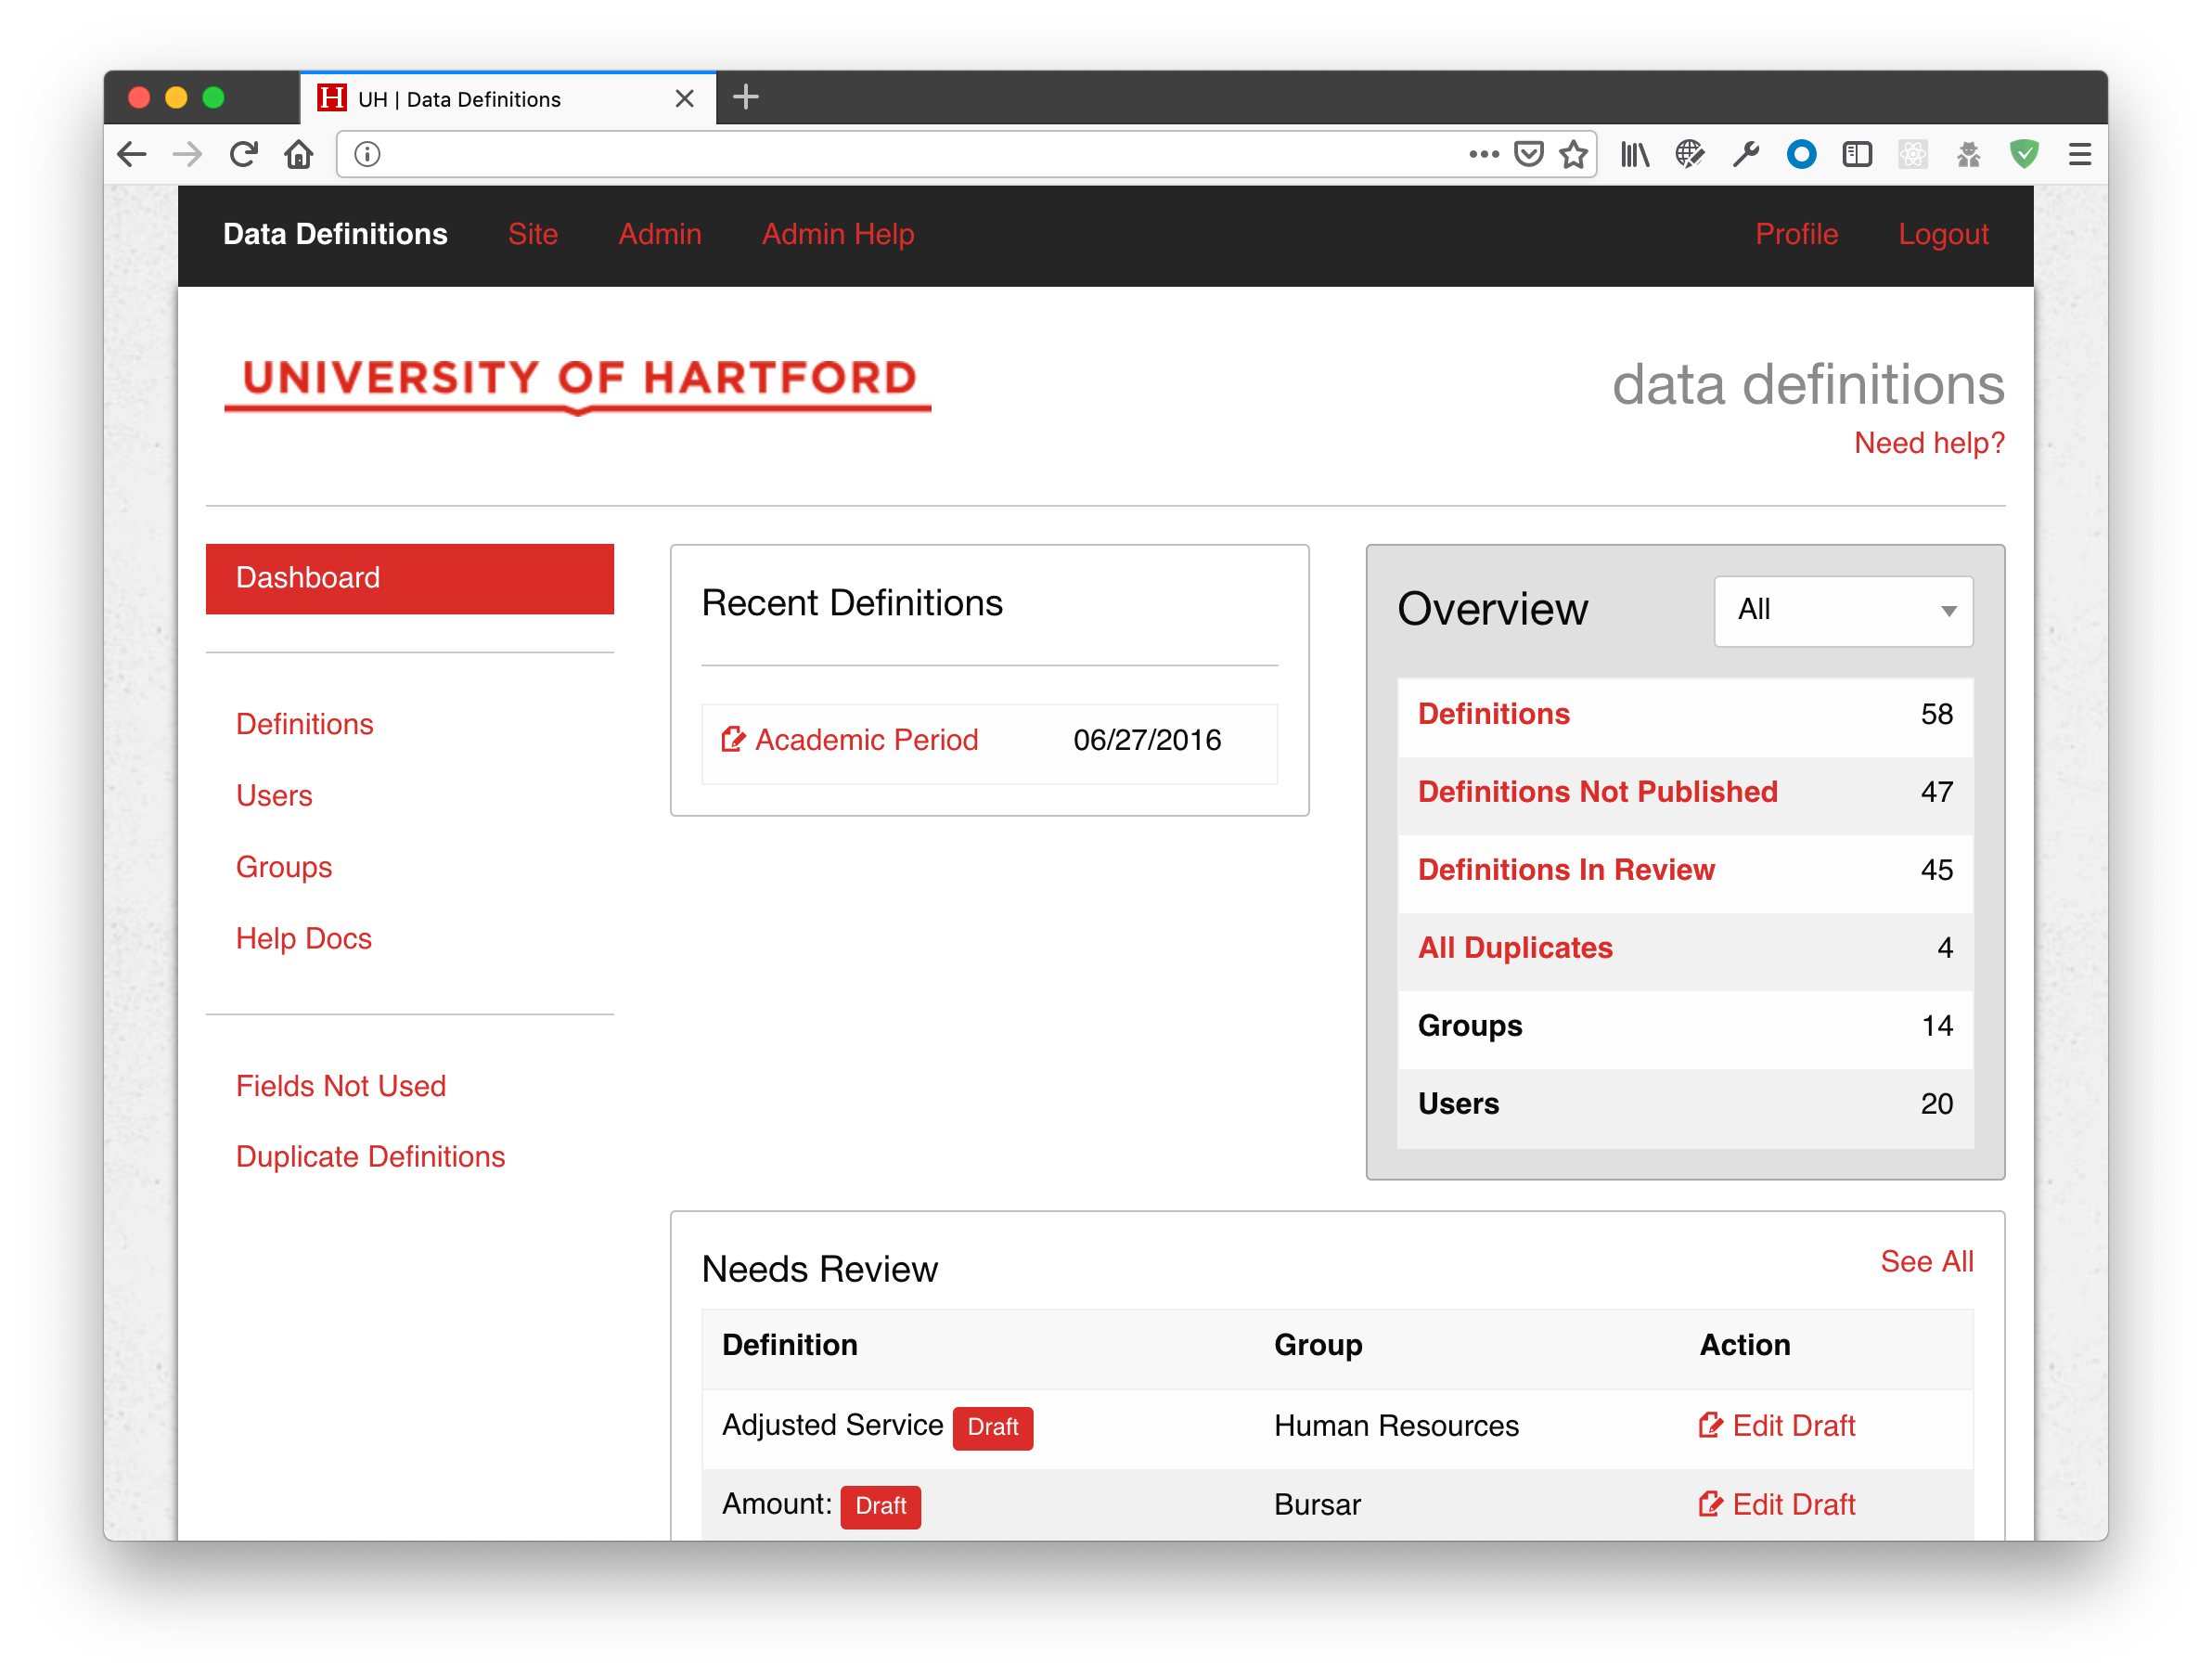 UH | Data Definitions
Data Definitions Site Admin Admin Help Profile Logout
UNIVERSITY OF HARTFORD
data definitions
Need help?
Dashboard
Definitions
Users
Groups
Help Docs
Fields Not Used
Duplicate Definitions
Recent Definitions
Academic Period 06/27/2016
Overview All
Definitions 58
Definitions Not Published 47
Definitions In Review 45
All Duplicates 4
Groups 14
Users 20
Needs Review See All
Definition Group Action
Adjusted Service Draft Human Resources Edit Draft
Amount: Draft Bursar Edit Draft